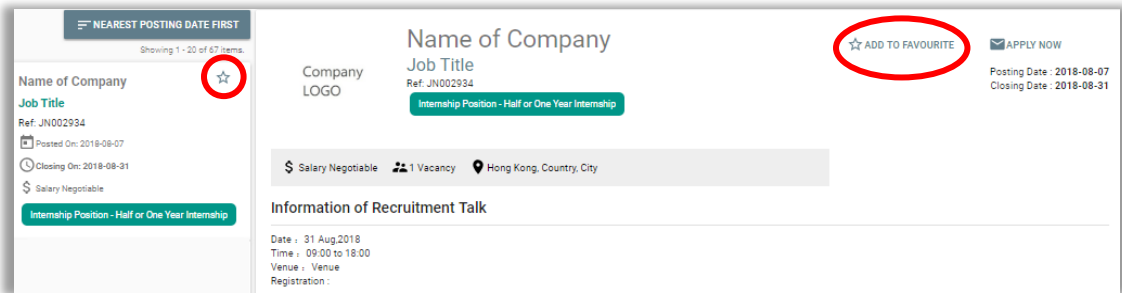 NEAREST POSTING DATE FIRST
Showing 1 - 20 of 67 items.
Name of Company
Job Title
Ref: JN002934
Posted On: 2018-08-07
Closing On: 2018-08-31
Salary Negotiable
Internship Position - Half or One Year Internship
Company
LOGO
Name of Company
Job Title
Ref: JN002934
Internship Position - Half or One Year Internship
ADD TO FAVOURITE
APPLY NOW
Posting Date : 2018-08-07
Closing Date : 2018-08-31
Salary Negotiable 1 Vacancy Hong Kong, Country, City
Information of Recruitment Talk
Date : 31 Aug,2018
Time : 09:00 to 18:00
Venue : Venue
Registration :